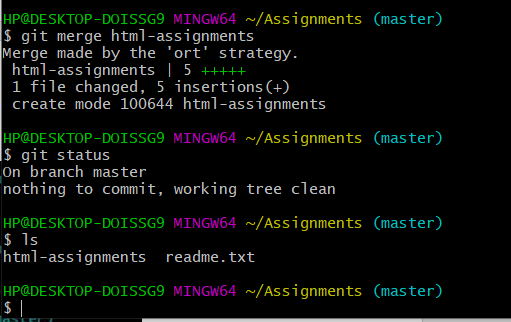 HP@DESKTOP-DOISSG9 MINGW64 ~/Assignments (master)
$ git merge html-assignments
Merge made by the 'ort' strategy.
 html-assignments | 5 +++++
 1 file changed, 5 insertions(+)
 create mode 100644 html-assignments

HP@DESKTOP-DOISSG9 MINGW64 ~/Assignments (master)
$ git status
On branch master
nothing to commit, working tree clean

HP@DESKTOP-DOISSG9 MINGW64 ~/Assignments (master)
$ ls
html-assignments  readme.txt

HP@DESKTOP-DOISSG9 MINGW64 ~/Assignments (master)
$